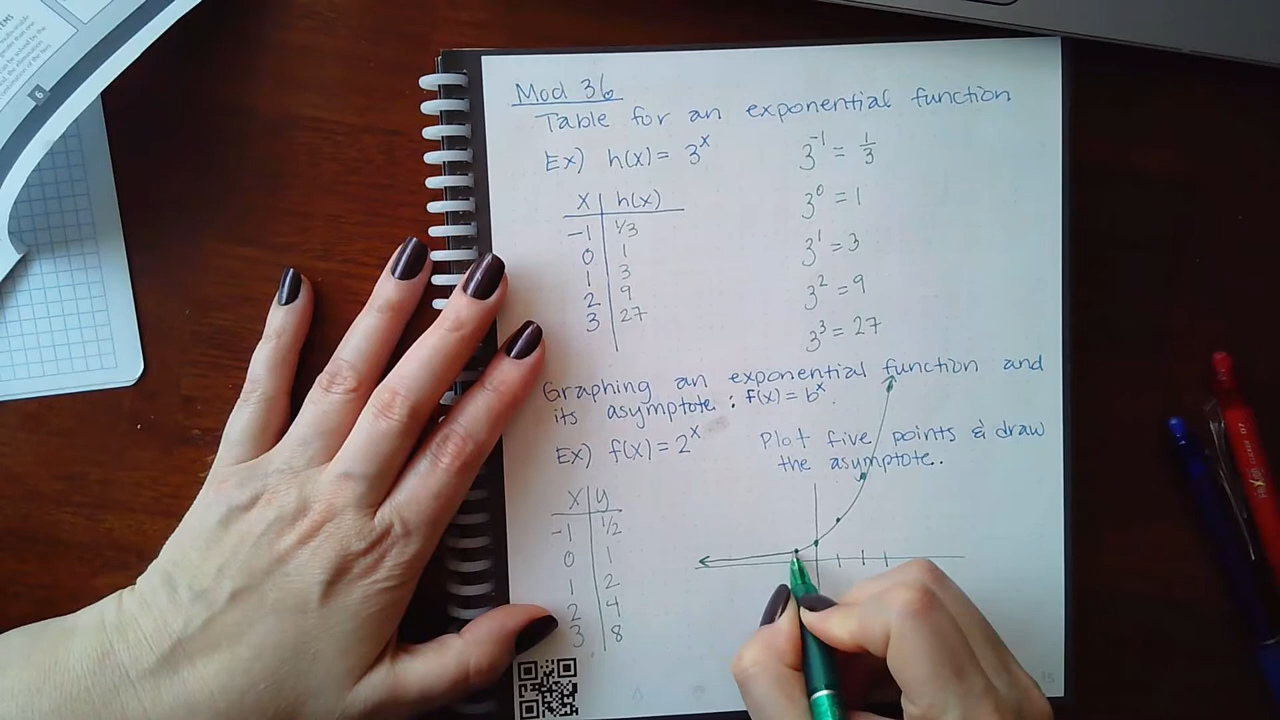 Mod 36
Table for an exponential function
Ex) h(x) = 3^x
x | h(x)
-1 | 1/3
0 | 1
1 | 3
2 | 9
3 | 27
3^-1 = 1/3
3^0 = 1
3^1 = 3
3^2 = 9
3^3 = 27
Graphing an exponential function and
its asymptote : f(x) = b^x.
Ex) f(x) = 2^x
Plot five points & draw
the asymptote..
x | y
-1 | 1/2
0 | 1
1 | 2
2 | 4
3 | 8
6